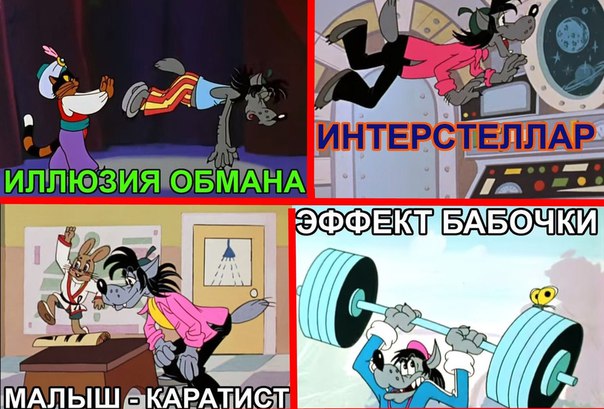 ИЛЛЮЗИЯ ОБМАНА
ИНТЕРСТЕЛЛАР
МАЛЫШ - КАРАТИСТ
ЭФФЕКТ БАБОЧКИ